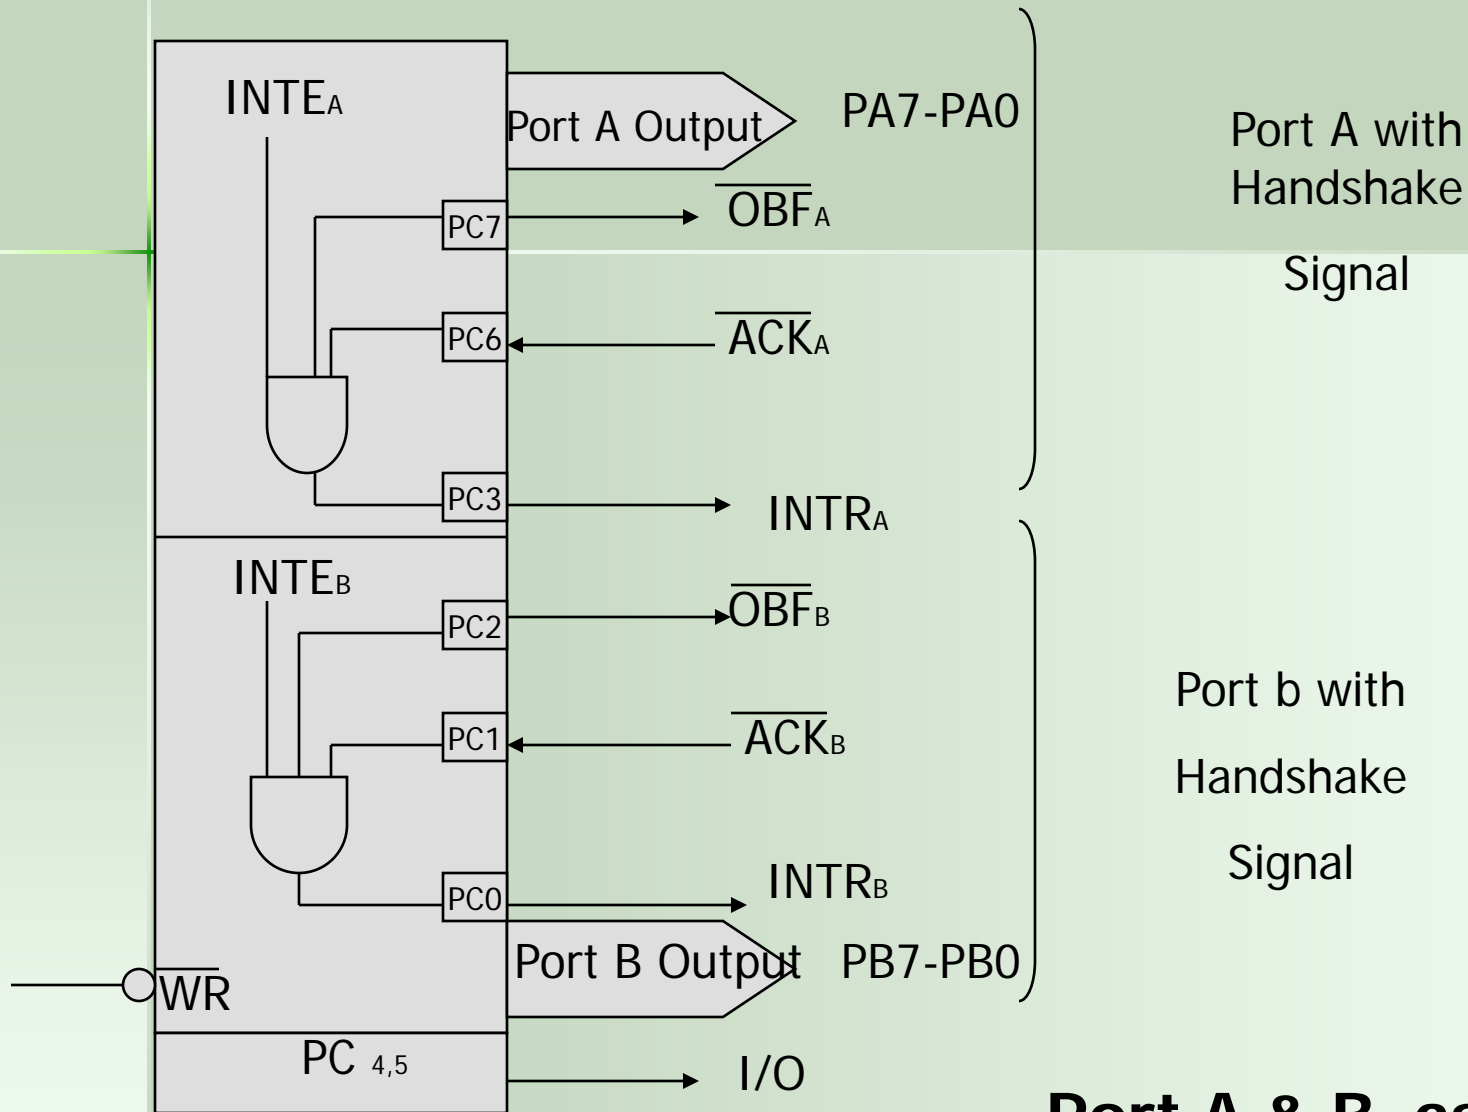 INTEA
Port A Output
PA7-PA0
Port A with
Handshake
Signal
PC7
OBFA
PC6
ACKA
PC3
INTRA
INTEB
PC2
OBFB
PC1
ACKB
Port b with
Handshake
Signal
PC0
INTRB
Port B Output
PB7-PB0
WR
PC 4,5
I/O
Port A & B